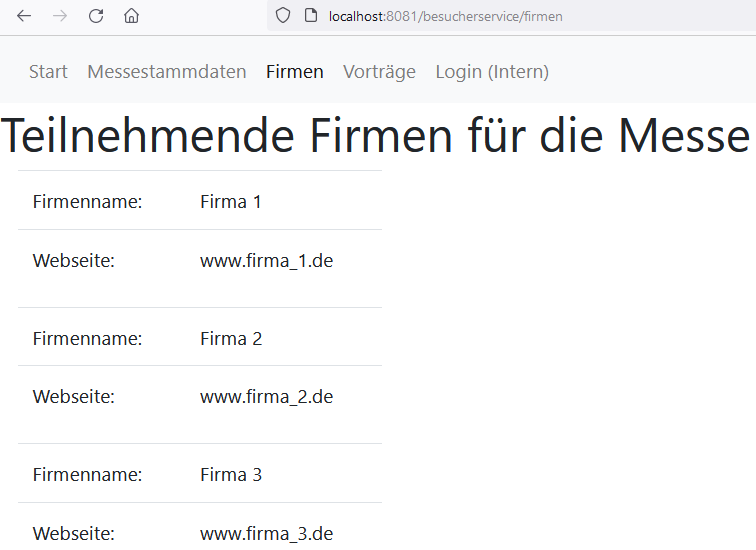 localhost:8081/besucherservice/firmen
Start Messestammdaten Firmen Vorträge Login (Intern)
Teilnehmende Firmen für die Messe
Firmenname: Firma 1
Webseite: www.firma_1.de
Firmenname: Firma 2
Webseite: www.firma_2.de
Firmenname: Firma 3
Webseite: www.firma_3.de